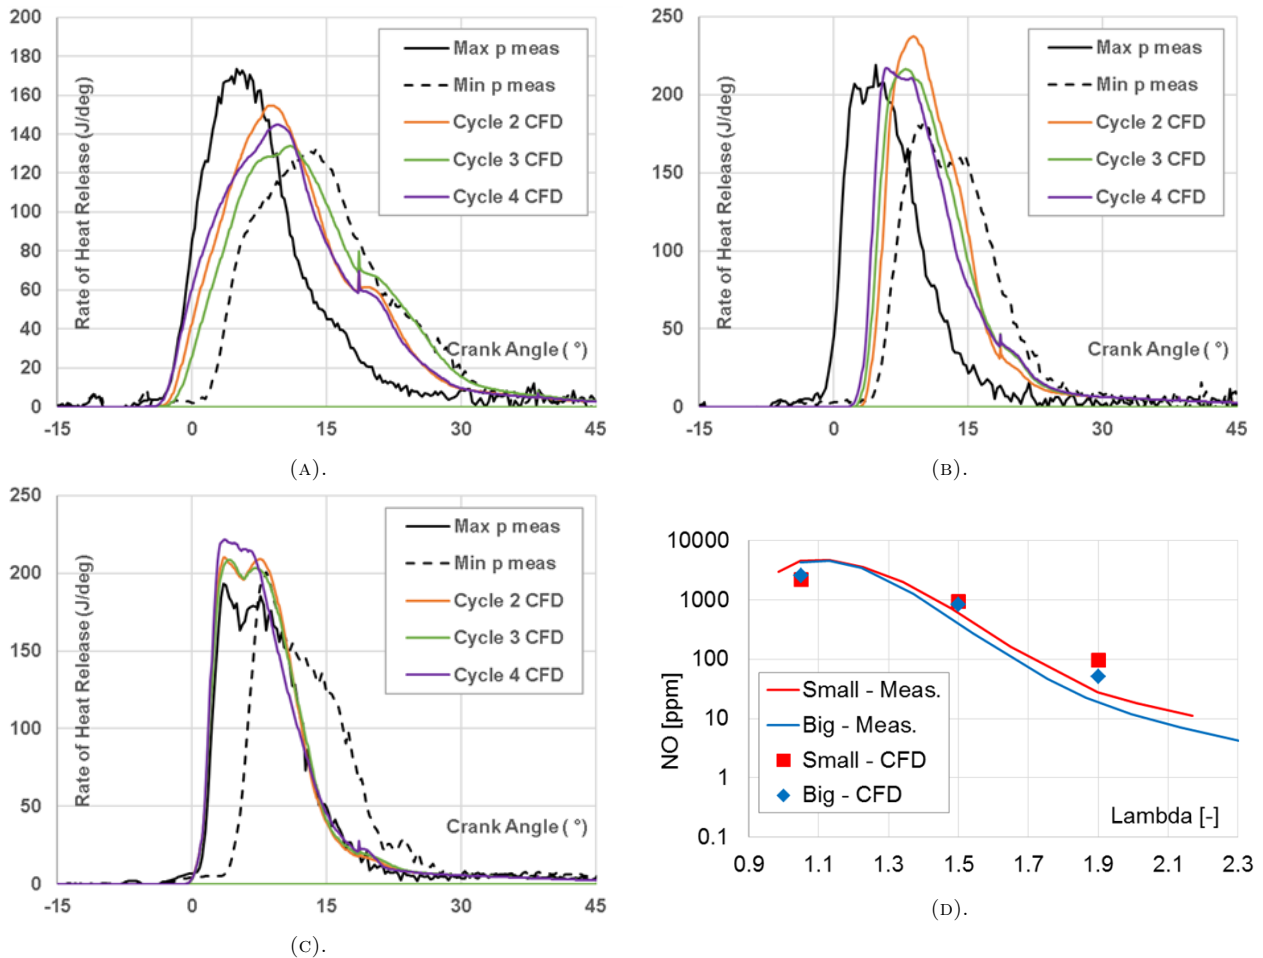 200
180
160
140
120
100
80
60
40
20
0
Rate of Heat Release (J/deg)
Max p meas
Min p meas
Cycle 2 CFD
Cycle 3 CFD
Cycle 4 CFD
Crank Angle ( °)
-15 0 15 30 45
(A).
250
200
150
100
50
0
Rate of Heat Release (J/deg)
Max p meas
Min p meas
Cycle 2 CFD
Cycle 3 CFD
Cycle 4 CFD
Crank Angle ( °)
-15 0 15 30 45
(B).
250
200
150
100
50
0
Rate of Heat Release (J/deg)
Max p meas
Min p meas
Cycle 2 CFD
Cycle 3 CFD
Cycle 4 CFD
Crank Angle ( °)
-15 0 15 30 45
(C).
10000
1000
100
10
1
0.1
NO [ppm]
Small - Meas.
Big - Meas.
Small - CFD
Big - CFD
Lambda [-]
0.9 1.1 1.3 1.5 1.7 1.9 2.1 2.3
(D).